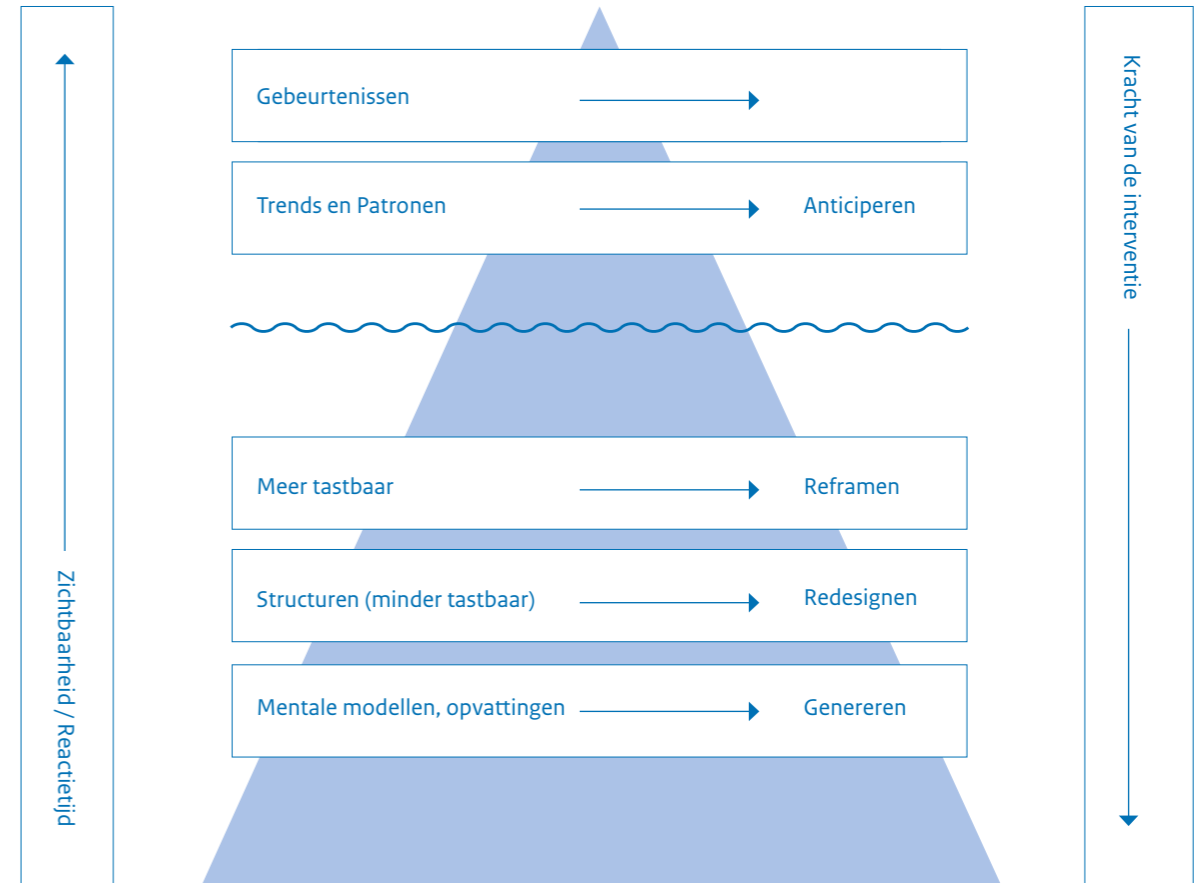 Gebeurtenissen
Trends en Patronen
Anticiperen
Meer tastbaar
Reframen
Structuren (minder tastbaar)
Redesignen
Mentale modellen, opvattingen
Genereren
Zichtbaarheid / Reactietijd
Kracht van de interventie